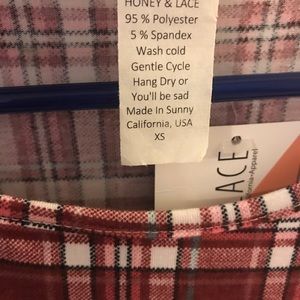 HONEY & LACE
95 % Polyester
5 % Spandex
Wash cold
Gentle Cycle
Hang Dry or
You'll be sad
Made In Sunny
California, USA
XS
ACE